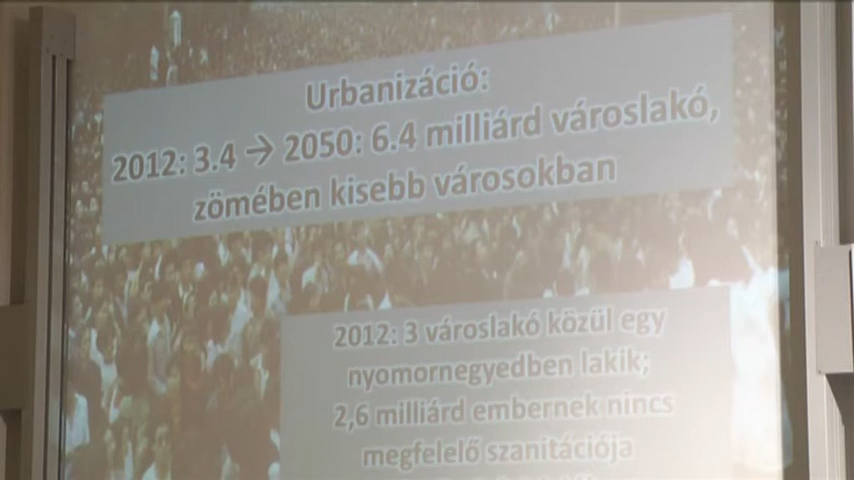 Urbanizáció:
2012: 3.4 → 2050: 6.4 milliárd városlakó,
zömében kisebb városokban
2012: 3 városlakó közül egy
nyomornegyedben lakik;
2,6 milliárd embernek nincs
megfelelő szanitációja